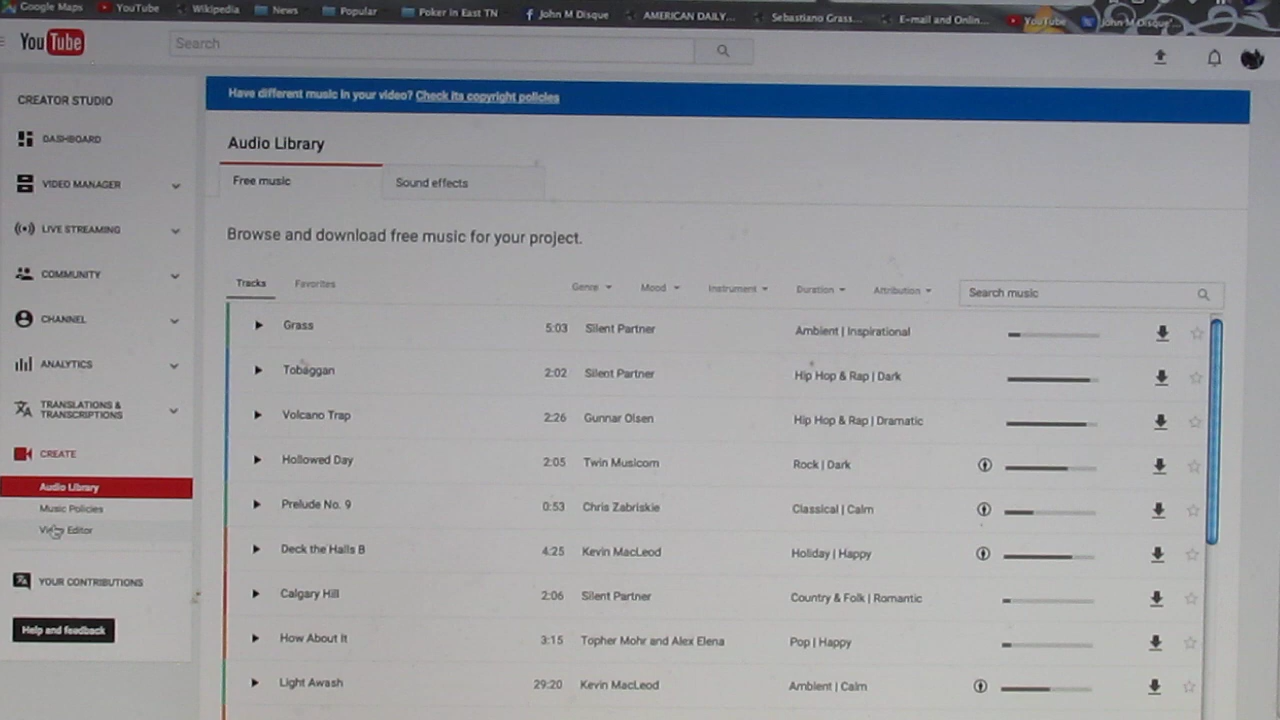 Google Maps YouTube Wikipedia News Popular Poker in East TN John M Disque AMERICAN DAILY... Sebastiano Grass... E-mail and Onlin... YouTube John M Disque'...
YouTube Search
CREATOR STUDIO
DASHBOARD
VIDEO MANAGER
LIVE STREAMING
COMMUNITY
CHANNEL
ANALYTICS
TRANSLATIONS &
TRANSCRIPTIONS
CREATE
Audio Library
Music Policies
Editor
YOUR CONTRIBUTIONS
Help and feedback
Have different music in your video? Check its copyright policies
Audio Library
Free music Sound effects
Browse and download free music for your project.
Tracks Favorites Genre Mood Instrument Duration Attribution Search music
Grass 5:03 Silent Partner Ambient | Inspirational
Tobaggan 2:02 Silent Partner Hip Hop & Rap | Dark
Volcano Trap 2:26 Gunnar Olsen Hip Hop & Rap | Dramatic
Hollowed Day 2:05 Twin Musicom Rock | Dark
Prelude No. 9 0:53 Chris Zabriskie Classical | Calm
Deck the Halls B 4:25 Kevin MacLeod Holiday | Happy
Calgary Hill 2:06 Silent Partner Country & Folk | Romantic
How About It 3:15 Topher Mohr and Alex Elena Pop | Happy
Light Awash 29:20 Kevin MacLeod Ambient | Calm